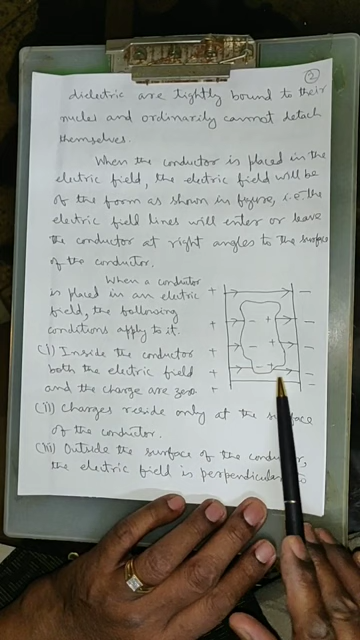 (2)
dielectric are tightly bound to their
nuclei and ordinarily cannot detach
themselves.
When the conductor is placed in the
electric field, the electric field will be
of the form as shown in figure, i.e. the
electric field lines will enter or leave
the conductor at right angles to the surface
of the conductor.
When a conductor
is placed in an electric
field, the following
conditions apply to it.
(i) Inside the conductor
both the electric field
and the charge are zero
+ −
+ − + −
+ − + −
+ − + −
+ −
(ii) Charges reside only at the surface
of the conductor.
(iii) Outside the surface of the conductor,
the electric field is perpendicular to